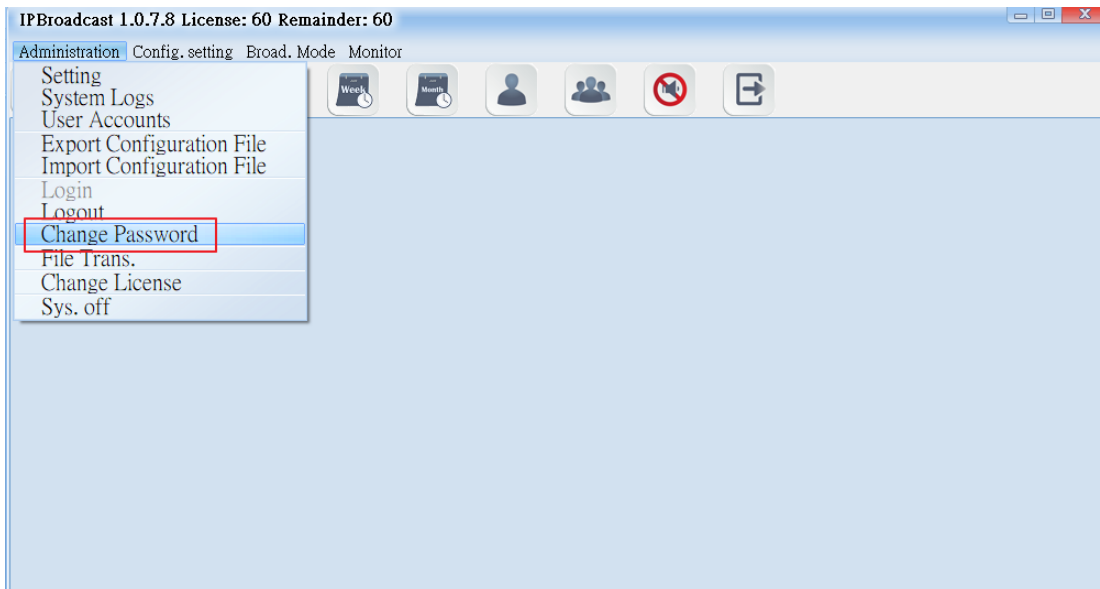 IPBroadcast 1.0.7.8 License: 60 Remainder: 60
Administration Config. setting Broad. Mode Monitor
Week Month
Setting
System Logs
User Accounts
Export Configuration File
Import Configuration File
Login
Logout
Change Password
File Trans.
Change License
Sys. off